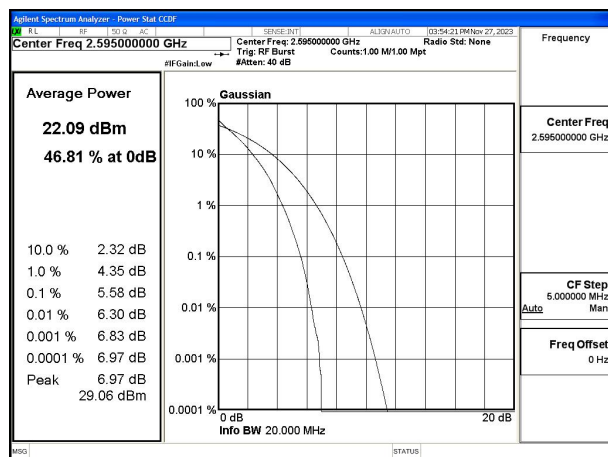 Agilent Spectrum Analyzer - Power Stat CCDF
LXI RL RF 50 Ω AC SENSE:INT ALIGN AUTO 03:54:21 PM Nov 27, 2023
Center Freq 2.595000000 GHz
Center Freq: 2.595000000 GHz Radio Std: None
Trig: RF Burst Counts:1.00 M/1.00 Mpt
#IFGain:Low #Atten: 40 dB
Frequency
Average Power
22.09 dBm
46.81 % at 0dB
10.0 % 2.32 dB
1.0 % 4.35 dB
0.1 % 5.58 dB
0.01 % 6.30 dB
0.001 % 6.83 dB
0.0001 % 6.97 dB
Peak 6.97 dB
29.06 dBm
Gaussian
100 %
10 %
1 %
0.1 %
0.01 %
0.001 %
0.0001 %
0 dB 20 dB
Info BW 20.000 MHz
Center Freq
2.595000000 GHz
CF Step
5.000000 MHz
Auto Man
Freq Offset
0 Hz
MSG STATUS